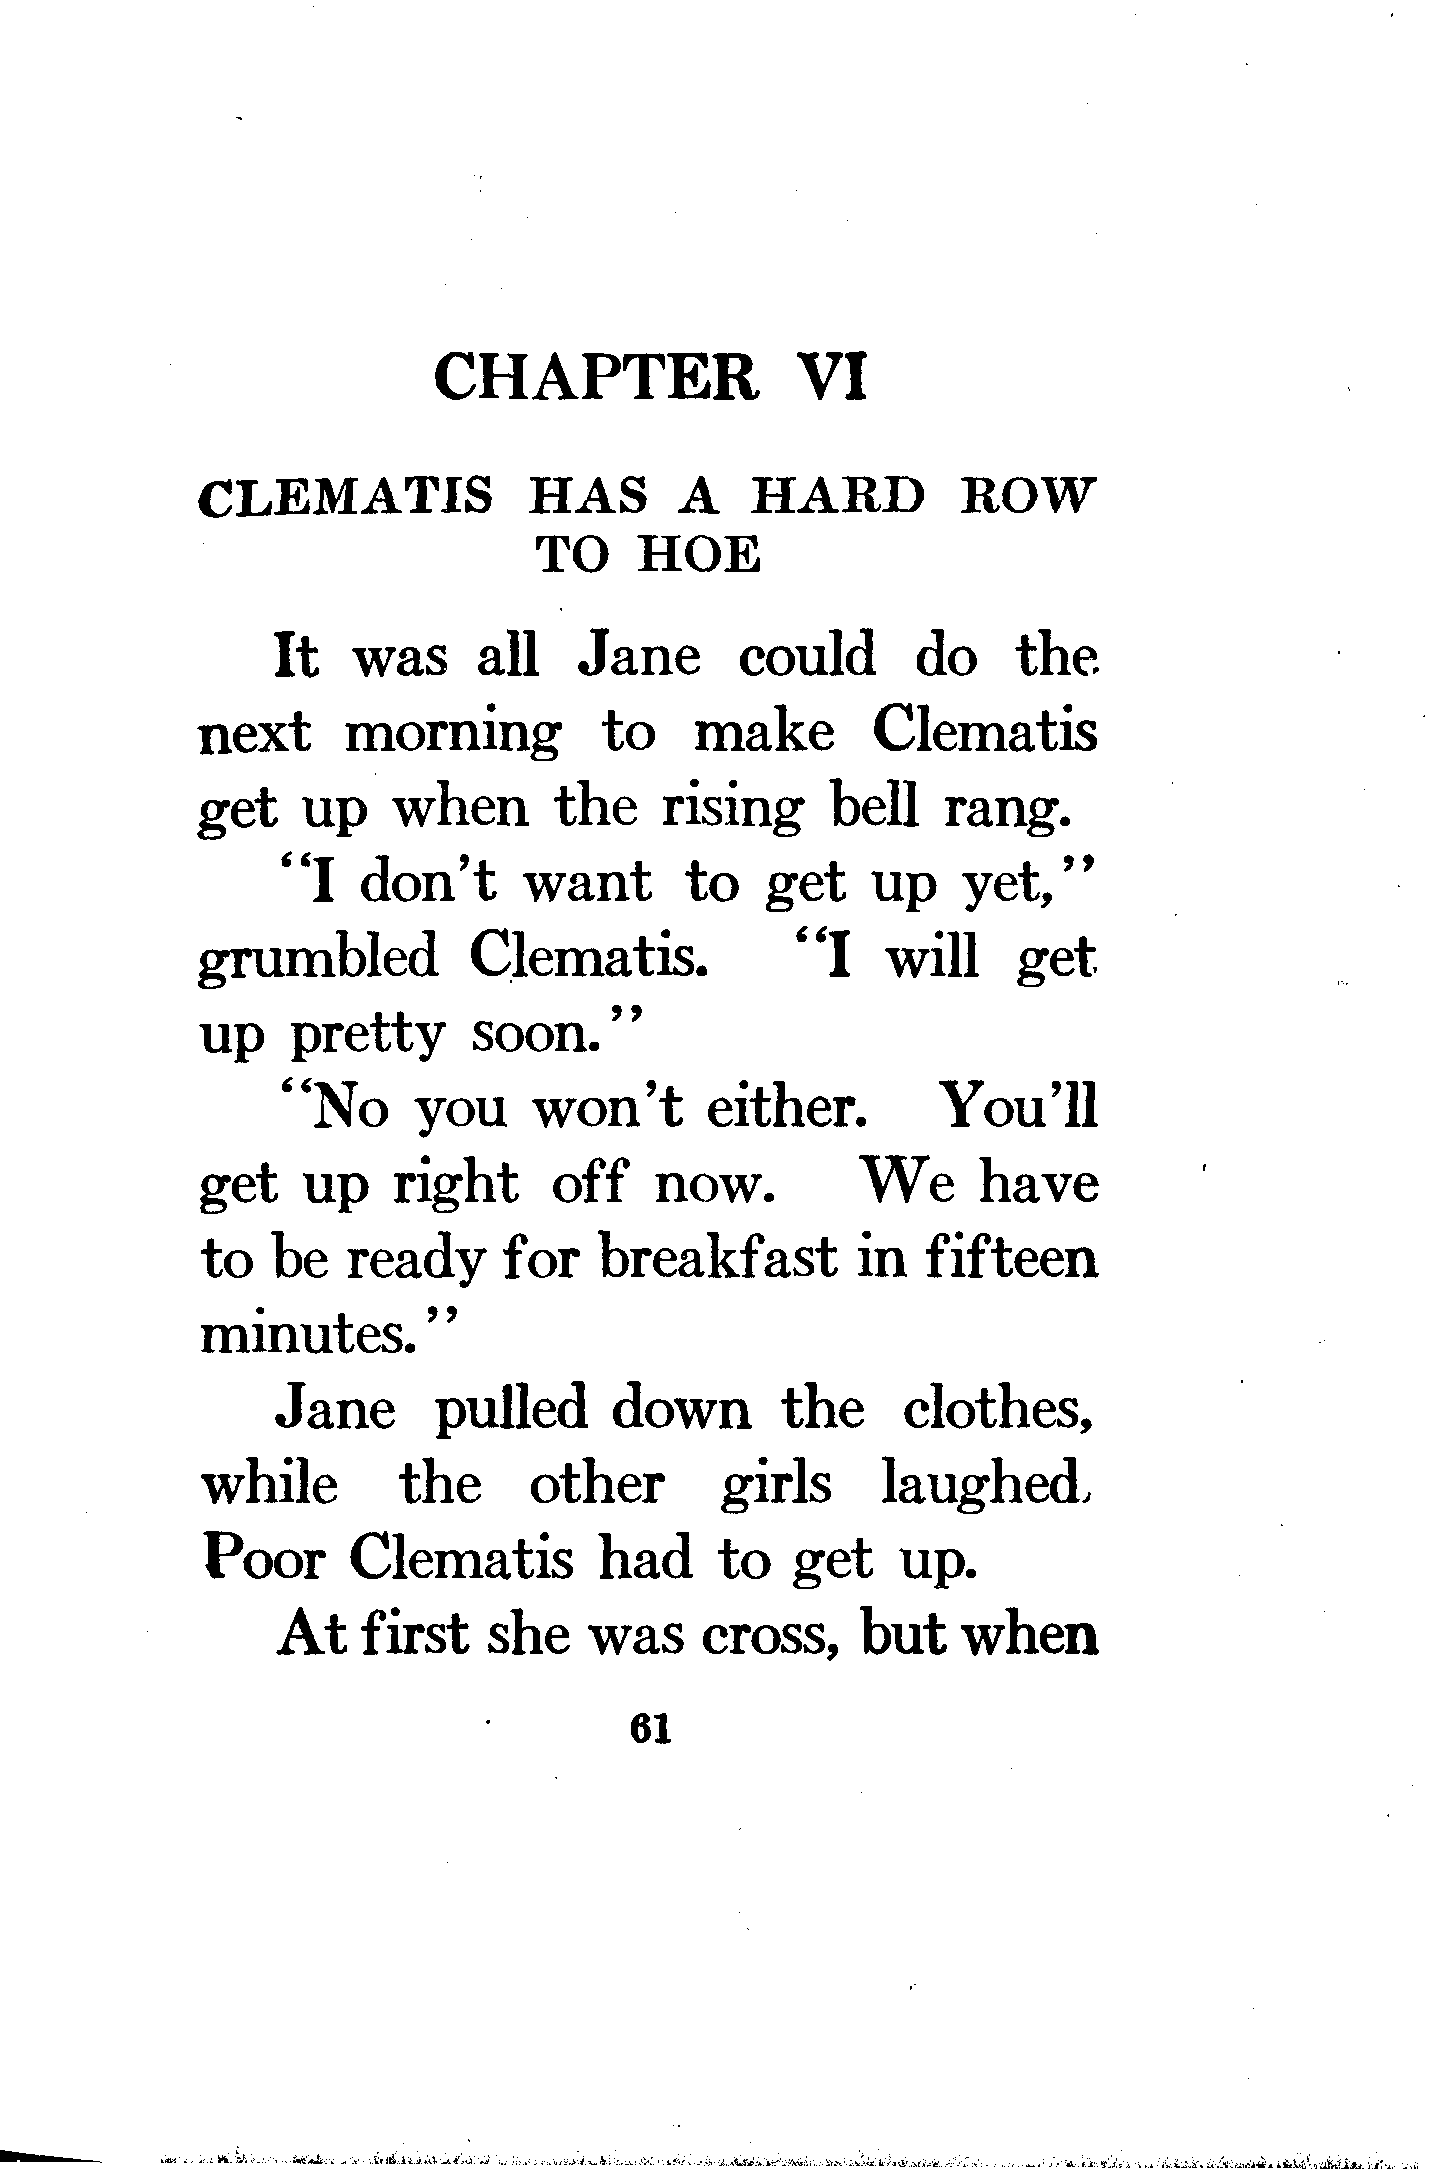 CHAPTER VI
CLEMATIS HAS A HARD ROW
TO HOE
It was all Jane could do the
next morning to make Clematis
get up when the rising bell rang.
"I don't want to get up yet,"
grumbled Clematis. "I will get
up pretty soon."
"No you won't either. You'll
get up right off now. We have
to be ready for breakfast in fifteen
minutes."
Jane pulled down the clothes,
while the other girls laughed.
Poor Clematis had to get up.
At first she was cross, but when
61